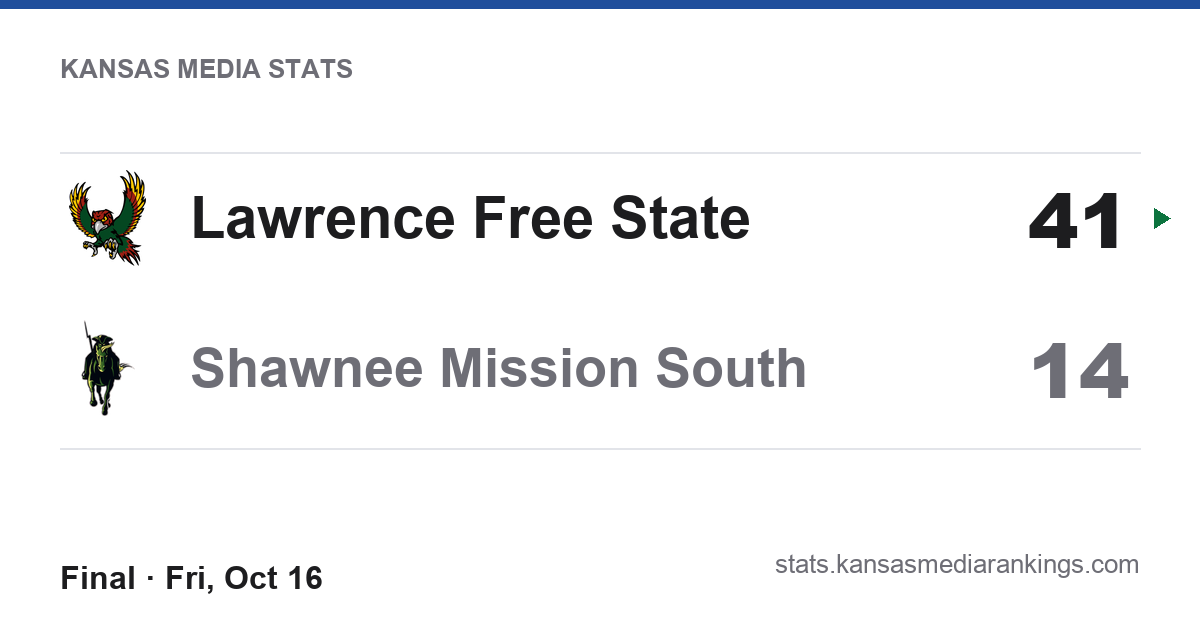 KANSAS MEDIA STATS
Lawrence Free State 41
Shawnee Mission South 14
Final · Fri, Oct 16
stats.kansasmediarankings.com